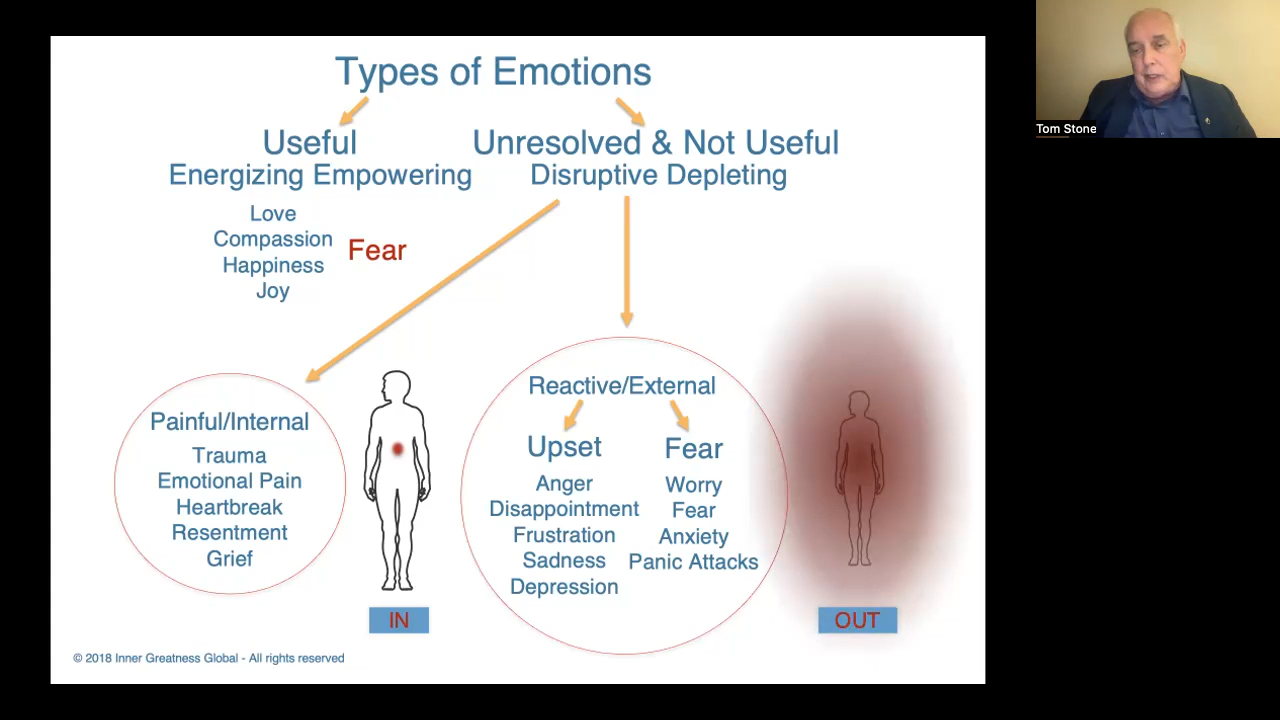 Types of Emotions
Useful
Energizing Empowering
Love
Compassion
Happiness
Joy
Fear
Unresolved & Not Useful
Disruptive Depleting
Painful/Internal
Trauma
Emotional Pain
Heartbreak
Resentment
Grief
IN
Reactive/External
Upset
Anger
Disappointment
Frustration
Sadness
Depression
Fear
Worry
Fear
Anxiety
Panic Attacks
OUT
© 2018 Inner Greatness Global - All rights reserved
Tom Stone